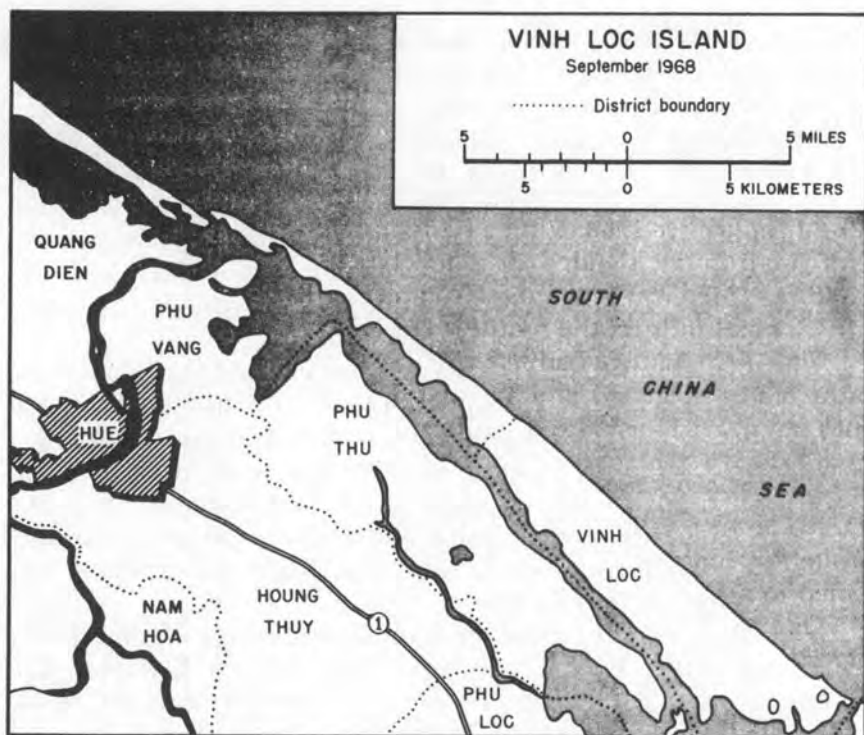 VINH LOC ISLAND
September 1968
District boundary
5 0 5 MILES
5 0 5 KILOMETERS
QUANG
DIEN
PHU
VANG
HUE
PHU
THU
SOUTH
CHINA
SEA
VINH
LOC
NAM
HOA
HOUNG
THUY
1
PHU
LOC